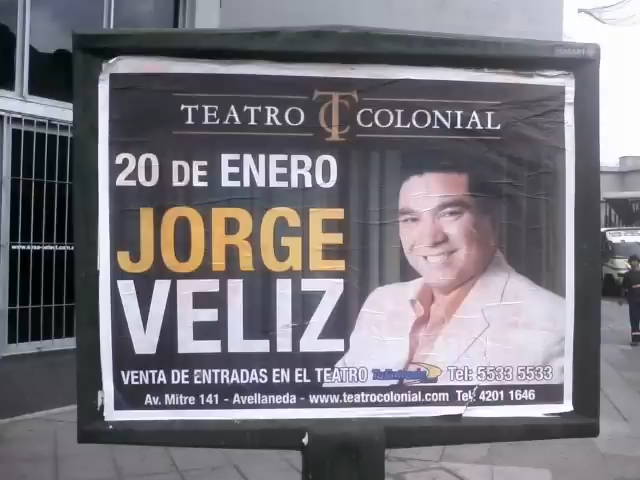 TEATRO TC COLONIAL
20 DE ENERO
JORGE
VELIZ
VENTA DE ENTRADAS EN EL TEATRO Tel: 5533 5533
Av. Mitre 141 - Avellaneda - www.teatrocolonial.com Tel: 4201 1646